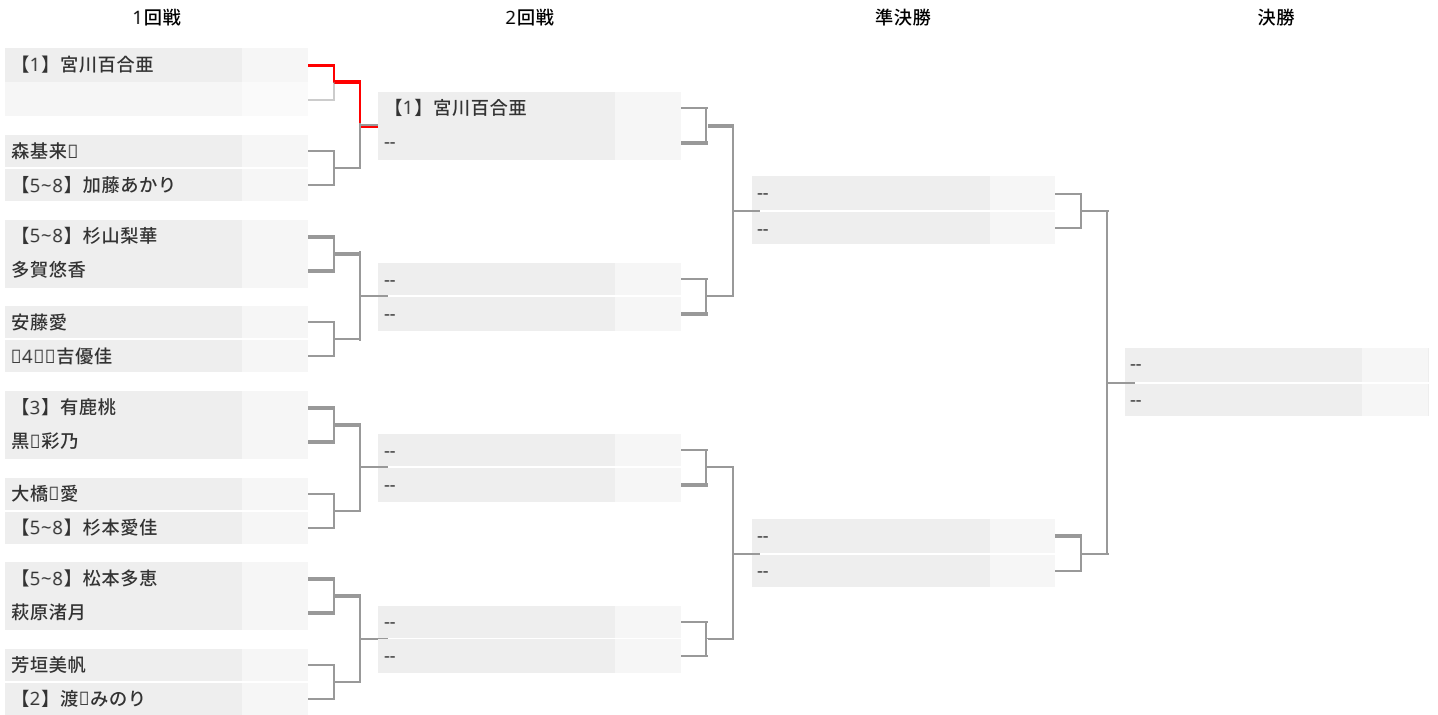 1回戦
2回戦
準決勝
決勝
【1】宮川百合亜
森基来▯
【5~8】加藤あかり
【5~8】杉山梨華
多賀悠香
安藤愛
▯4▯▯吉優佳
【3】有鹿桃
黒▯彩乃
大橋▯愛
【5~8】杉本愛佳
【5~8】松本多恵
萩原渚月
芳垣美帆
【2】渡▯みのり
【1】宮川百合亜
--
--
--
--
--
--
--
--
--
--
--
--
--